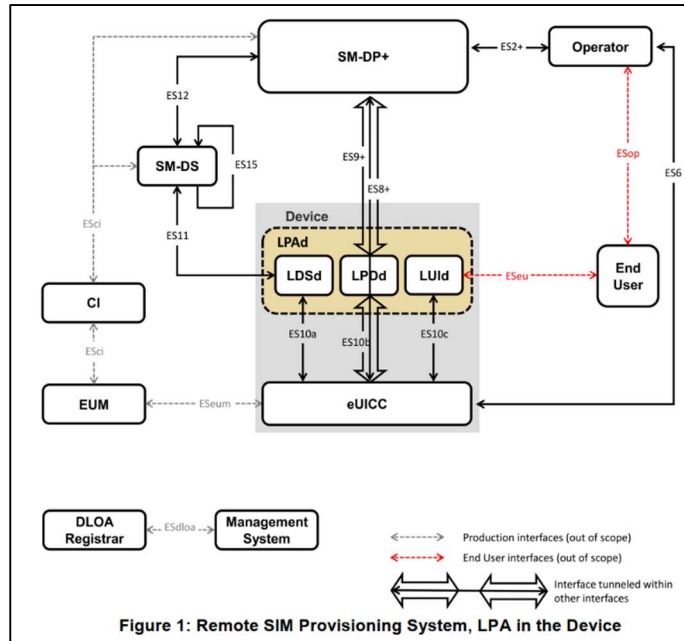 SM-DP+
ES2+
Operator
ES12
SM-DS
ES15
ES9+
ES8+
ESop
ES6
ESci
ES11
Device
LPAd
LDSd
LPDd
LUId
ESeu
End
User
CI
ES10a
ES10b
ES10c
ESci
EUM
ESeum
eUICC
DLOA
Registrar
ESdloa
Management
System
Production interfaces (out of scope)
End User interfaces (out of scope)
Interface tunneled within
other interfaces
Figure 1: Remote SIM Provisioning System, LPA in the Device